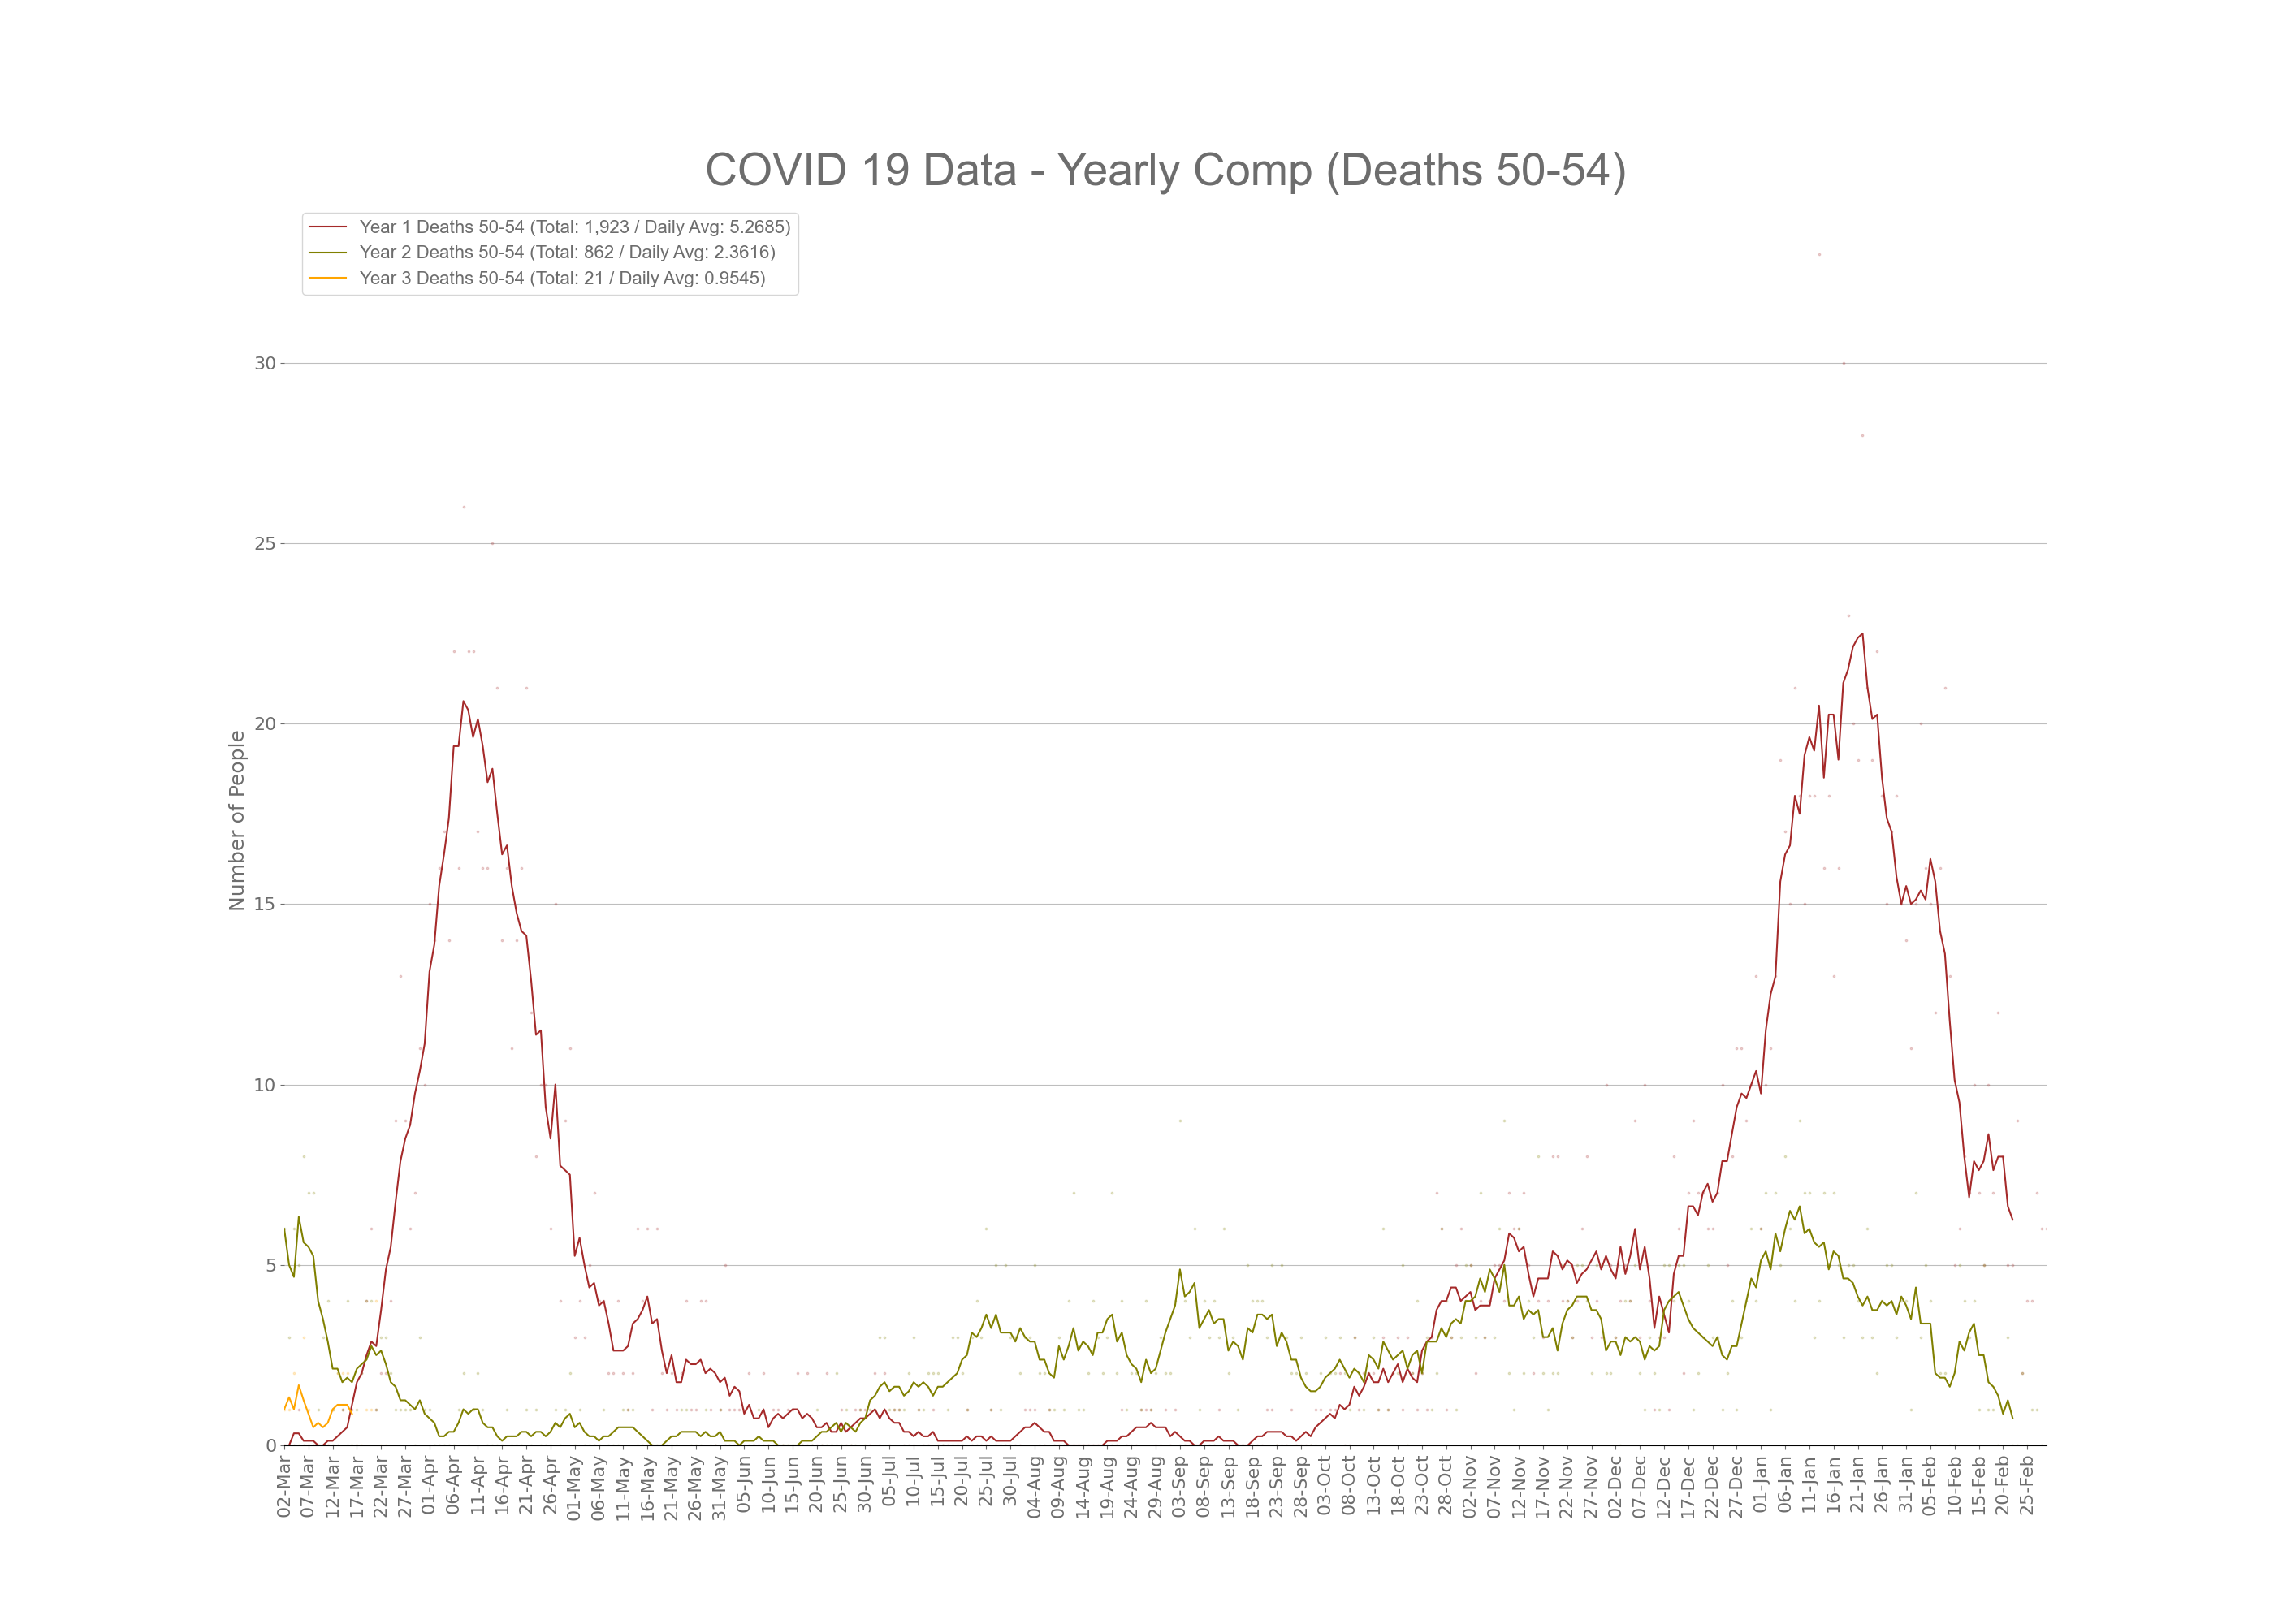 COVID 19 Data - Yearly Comp (Deaths 50-54)
Year 1 Deaths 50-54 (Total: 1,923 / Daily Avg: 5.2685)
Year 2 Deaths 50-54 (Total: 862 / Daily Avg: 2.3616)
Year 3 Deaths 50-54 (Total: 21 / Daily Avg: 0.9545)
Number of People
30
25
20
15
10
5
0
02-Mar
07-Mar
12-Mar
17-Mar
22-Mar
27-Mar
01-Apr
06-Apr
11-Apr
16-Apr
21-Apr
26-Apr
01-May
06-May
11-May
16-May
21-May
26-May
31-May
05-Jun
10-Jun
15-Jun
20-Jun
25-Jun
30-Jun
05-Jul
10-Jul
15-Jul
20-Jul
25-Jul
30-Jul
04-Aug
09-Aug
14-Aug
19-Aug
24-Aug
29-Aug
03-Sep
08-Sep
13-Sep
18-Sep
23-Sep
28-Sep
03-Oct
08-Oct
13-Oct
18-Oct
23-Oct
28-Oct
02-Nov
07-Nov
12-Nov
17-Nov
22-Nov
27-Nov
02-Dec
07-Dec
12-Dec
17-Dec
22-Dec
27-Dec
01-Jan
06-Jan
11-Jan
16-Jan
21-Jan
26-Jan
31-Jan
05-Feb
10-Feb
15-Feb
20-Feb
25-Feb